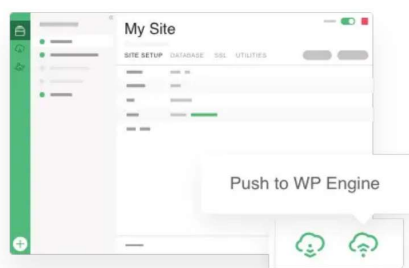 My Site
SITE SETUP DATABASE SSL UTILITIES
Push to WP Engine